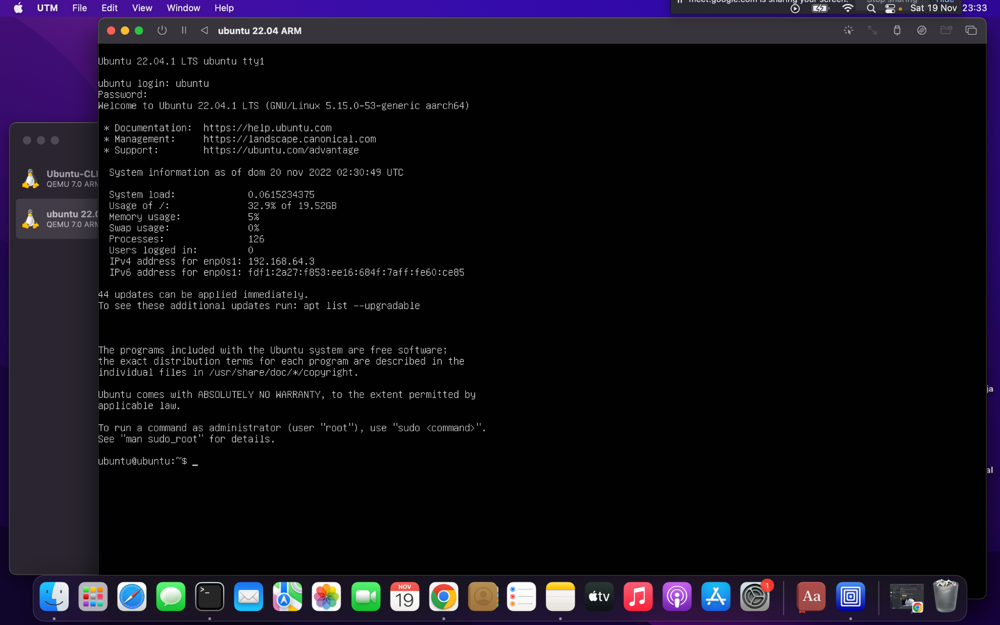 UTM File Edit View Window Help
meet.google.com is sharing your screen. Stop sharing Hide
Sat 19 Nov 23:33
ubuntu 22.04 ARM
Ubuntu 22.04.1 LTS ubuntu tty1
ubuntu login: ubuntu
Password:
Welcome to Ubuntu 22.04.1 LTS (GNU/Linux 5.15.0-53-generic aarch64)
* Documentation: https://help.ubuntu.com
* Management: https://landscape.canonical.com
* Support: https://ubuntu.com/advantage
System information as of dom 20 nov 2022 02:30:49 UTC
System load: 0.0615234375
Usage of /: 32.9% of 19.52GB
Memory usage: 5%
Swap usage: 0%
Processes: 126
Users logged in: 0
IPv4 address for enp0s1: 192.168.64.3
IPv6 address for enp0s1: fdf1:2a27:f853:ee16:684f:7aff:fe60:ce85
44 updates can be applied immediately.
To see these additional updates run: apt list --upgradable
The programs included with the Ubuntu system are free software;
the exact distribution terms for each program are described in the
individual files in /usr/share/doc/*/copyright.
Ubuntu comes with ABSOLUTELY NO WARRANTY, to the extent permitted by
applicable law.
To run a command as administrator (user "root"), use "sudo <command>".
See "man sudo_root" for details.
ubuntu@ubuntu:~$ _
Ubuntu-CLI
QEMU 7.0 ARM
ubuntu 22.0
QEMU 7.0 ARM
ja
al
>_
NOV
19
tv
1
Aa